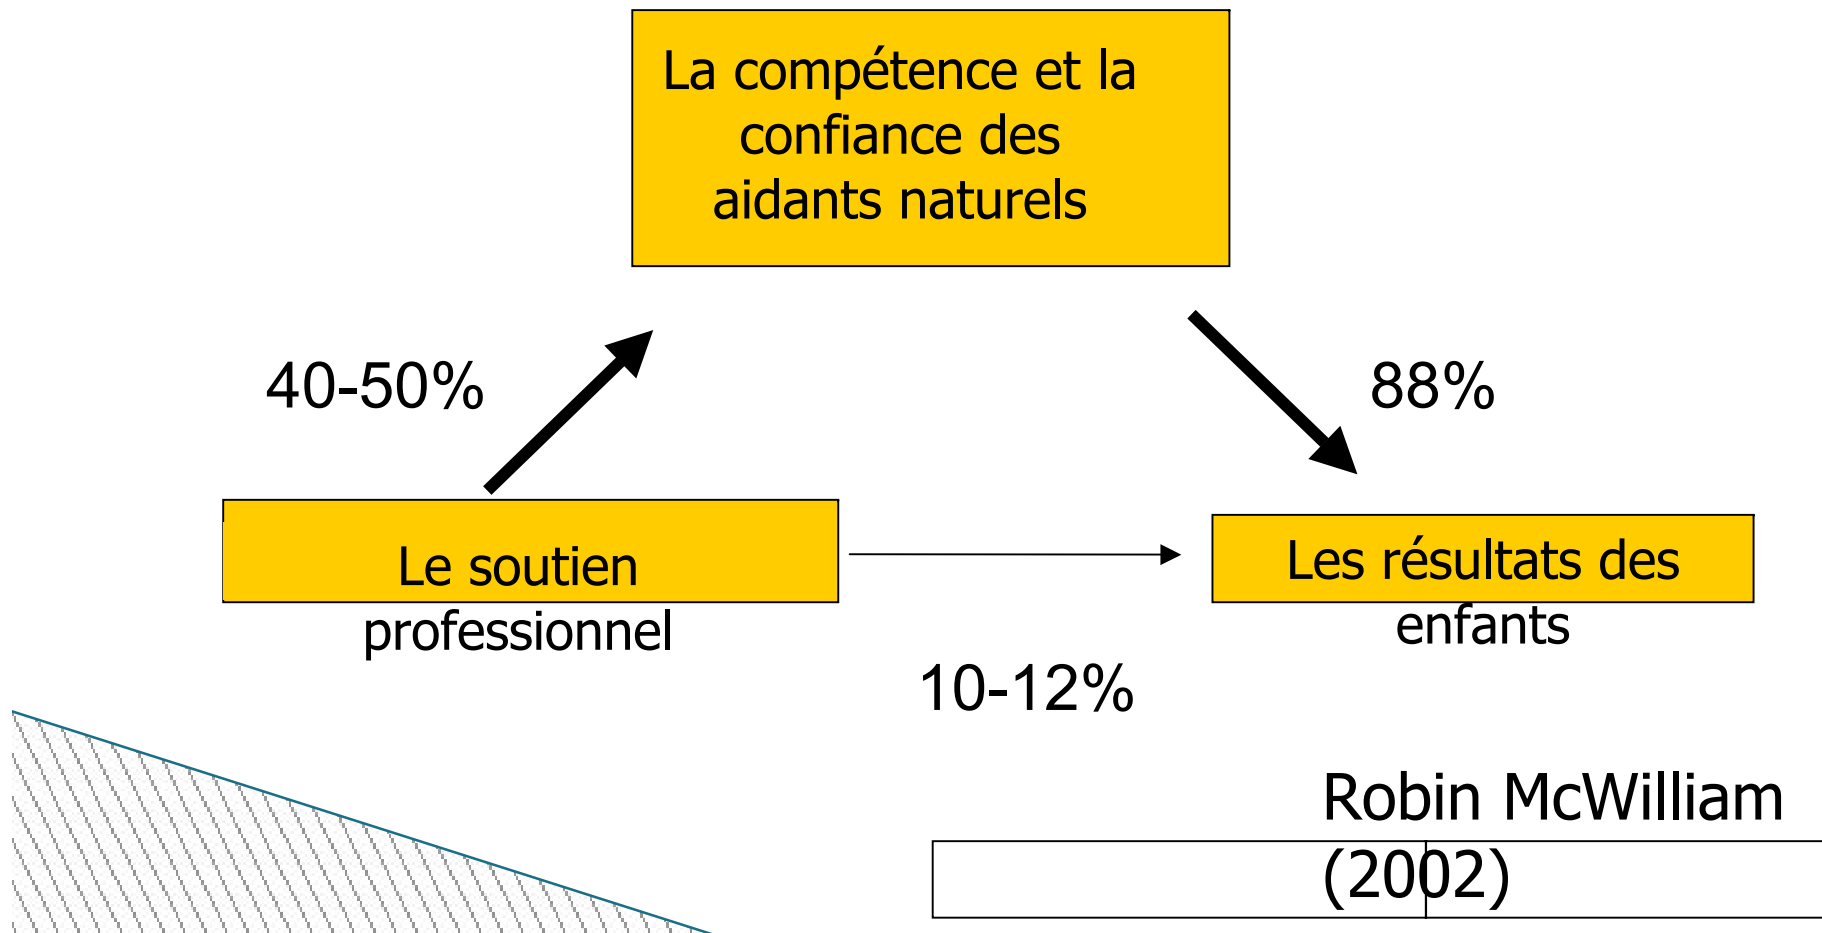 La compétence et la
confiance des
aidants naturels
40-50%
88%
Le soutien
professionnel
Les résultats des
enfants
10-12%
Robin McWilliam
(2002)